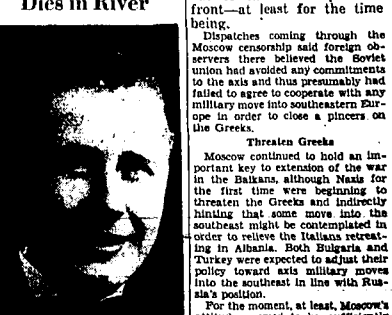 Dies in River
front—at least for the time
being.
Dispatches coming through the
Moscow censorship said foreign ob-
servers there believed the Soviet
union had avoided any commitments
to the axis and thus presumably had
failed to agree to cooperate with any
military move into southeastern Eur-
ope in order to close a pincers on
the Greeks.
Threaten Greeks
Moscow continued to hold an im-
portant key to extension of the war
in the Balkans, although Nazis for
the first time were beginning to
threaten the Greeks and indirectly
hinting that some move into the
southeast might be contemplated in
order to relieve the Italians retreat-
ing in Albania. Both Bulgaria and
Turkey were expected to adjust their
policy toward axis military moves
into the southeast in line with Rus-
sia's position.
For the moment, at least, Moscow's